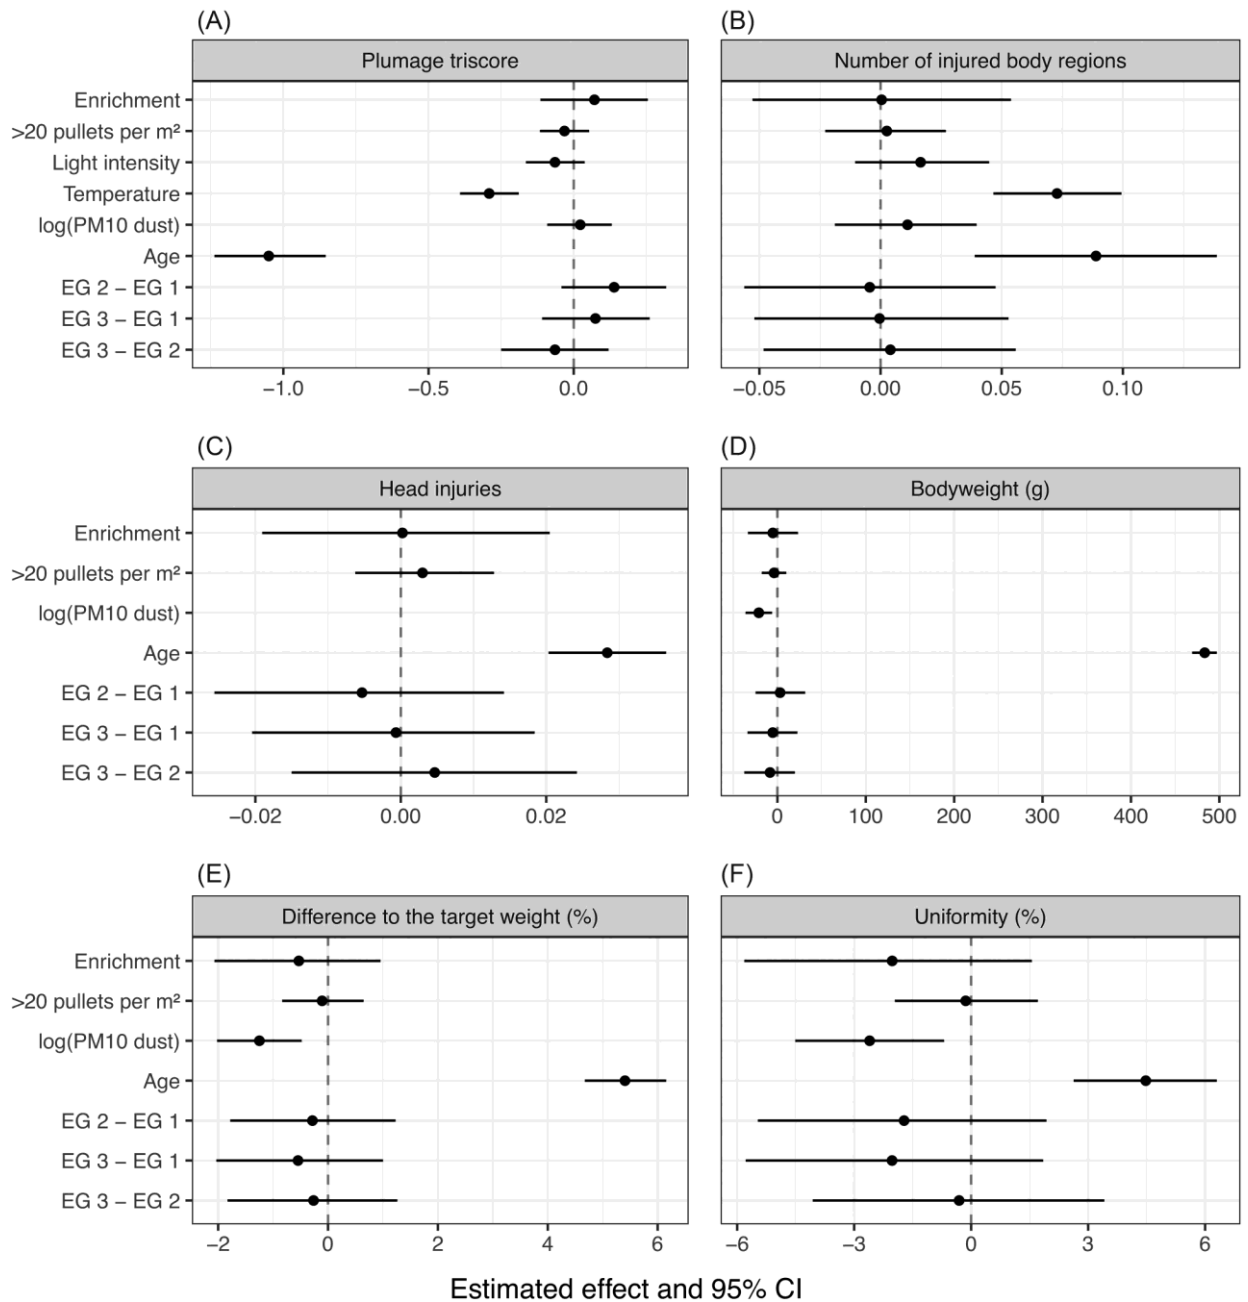 (A)
(B)
Plumage triscore
Number of injured body regions
Enrichment
>20 pullets per m²
Light intensity
Temperature
log(PM10 dust)
Age
EG 2 − EG 1
EG 3 − EG 1
EG 3 − EG 2
−1.0 −0.5 0.0
−0.05 0.00 0.05 0.10
(C)
(D)
Head injuries
Bodyweight (g)
Enrichment
>20 pullets per m²
log(PM10 dust)
Age
EG 2 − EG 1
EG 3 − EG 1
EG 3 − EG 2
−0.02 0.00 0.02
0 100 200 300 400 500
(E)
(F)
Difference to the target weight (%)
Uniformity (%)
Enrichment
>20 pullets per m²
log(PM10 dust)
Age
EG 2 − EG 1
EG 3 − EG 1
EG 3 − EG 2
−2 0 2 4 6
−6 −3 0 3 6
Estimated effect and 95% CI